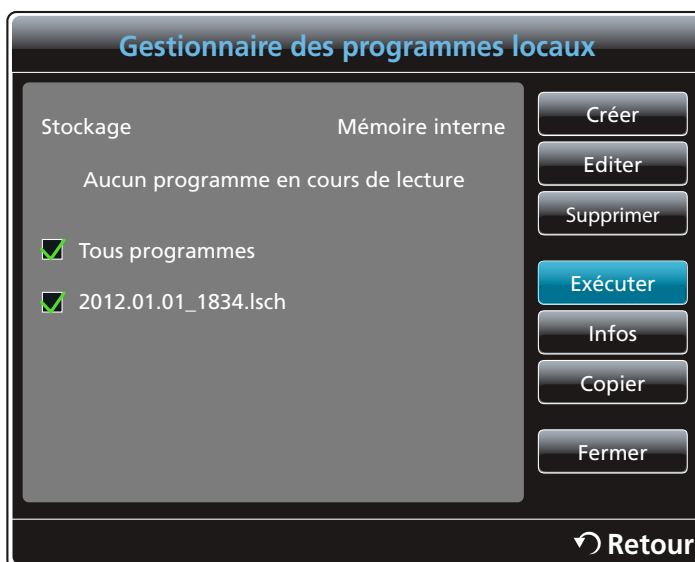 Gestionnaire des programmes locaux
Stockage Mémoire interne
Aucun programme en cours de lecture
Tous programmes
2012.01.01_1834.lsch
Créer
Editer
Supprimer
Exécuter
Infos
Copier
Fermer
Retour